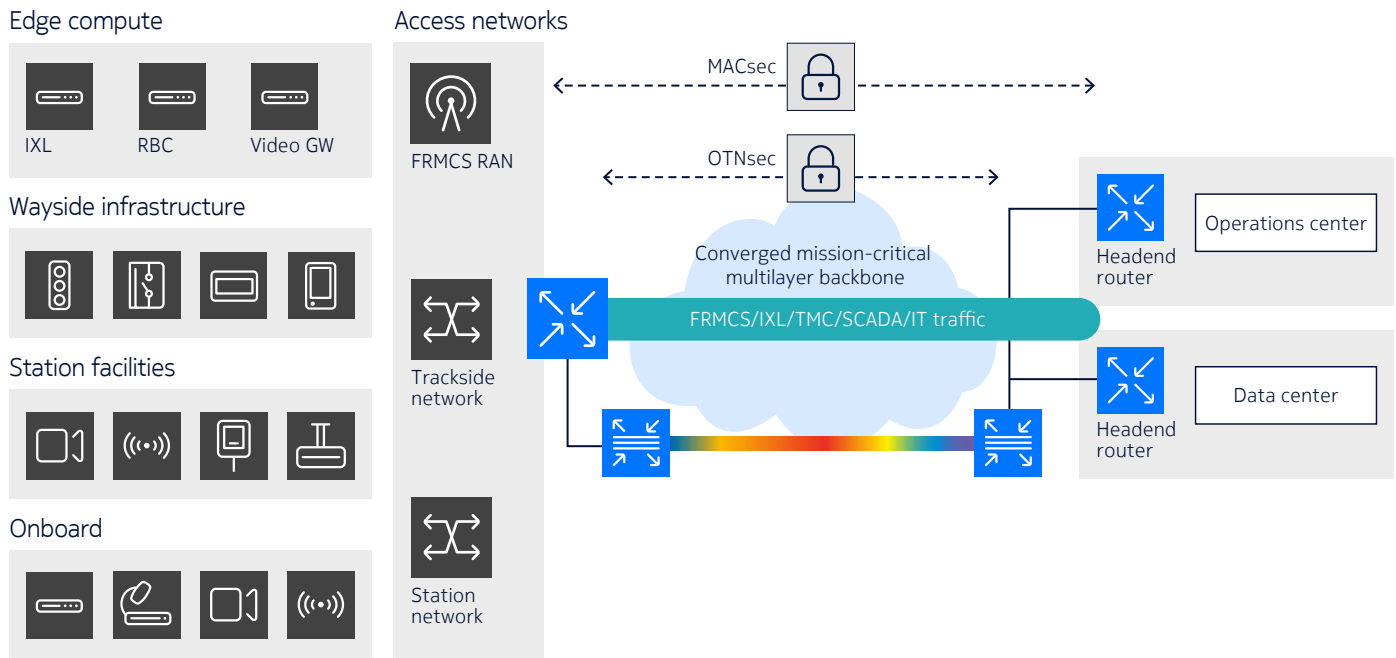 Edge compute
IXL
RBC
Video GW
Wayside infrastructure
Station facilities
Onboard
Access networks
FRMCS RAN
Trackside
network
Station
network
MACsec
OTNsec
Converged mission-critical
multilayer backbone
FRMCS/IXL/TMC/SCADA/IT traffic
Headend
router
Operations center
Headend
router
Data center